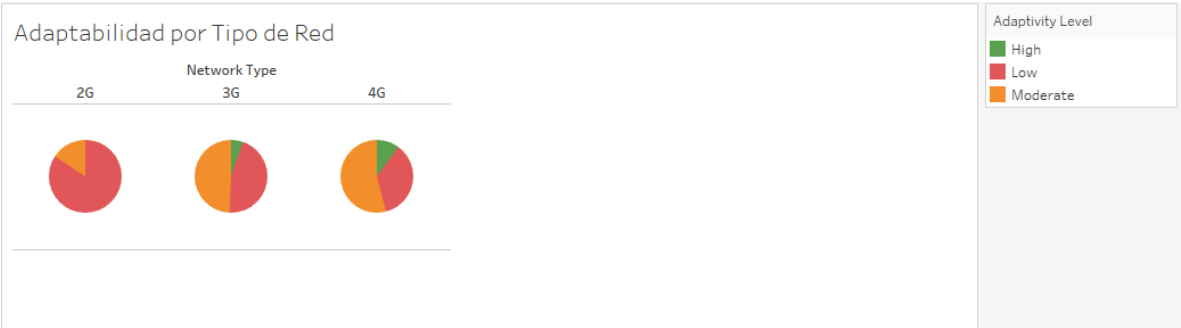 Adaptabilidad por Tipo de Red
Network Type
2G 3G 4G
Adaptivity Level
High
Low
Moderate